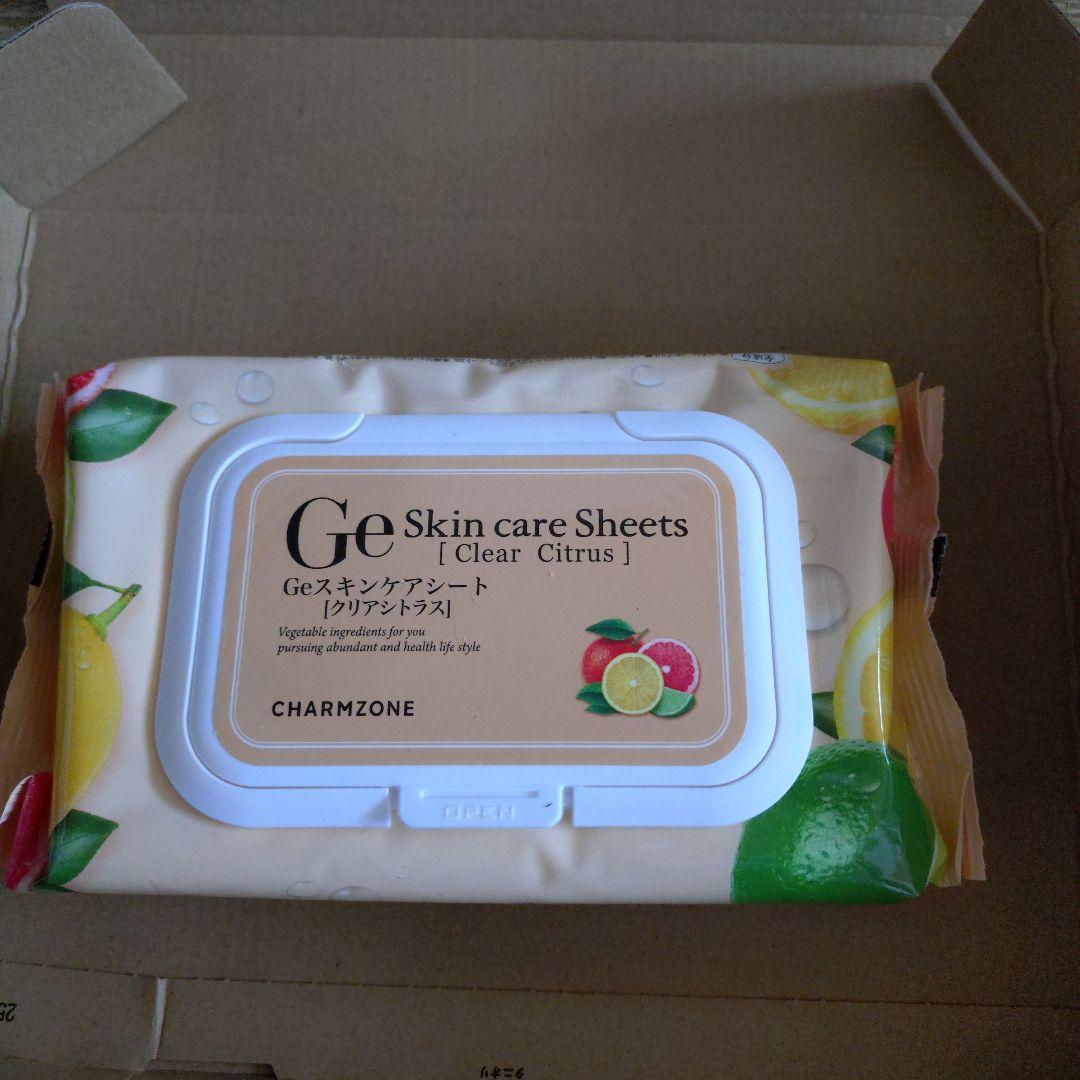 Ge Skin care Sheets
[ Clear Citrus ]
Geスキンケアシート
[クリアシトラス]
Vegetable ingredients for you
pursuing abundant and health life style
CHARMZONE
OPEN